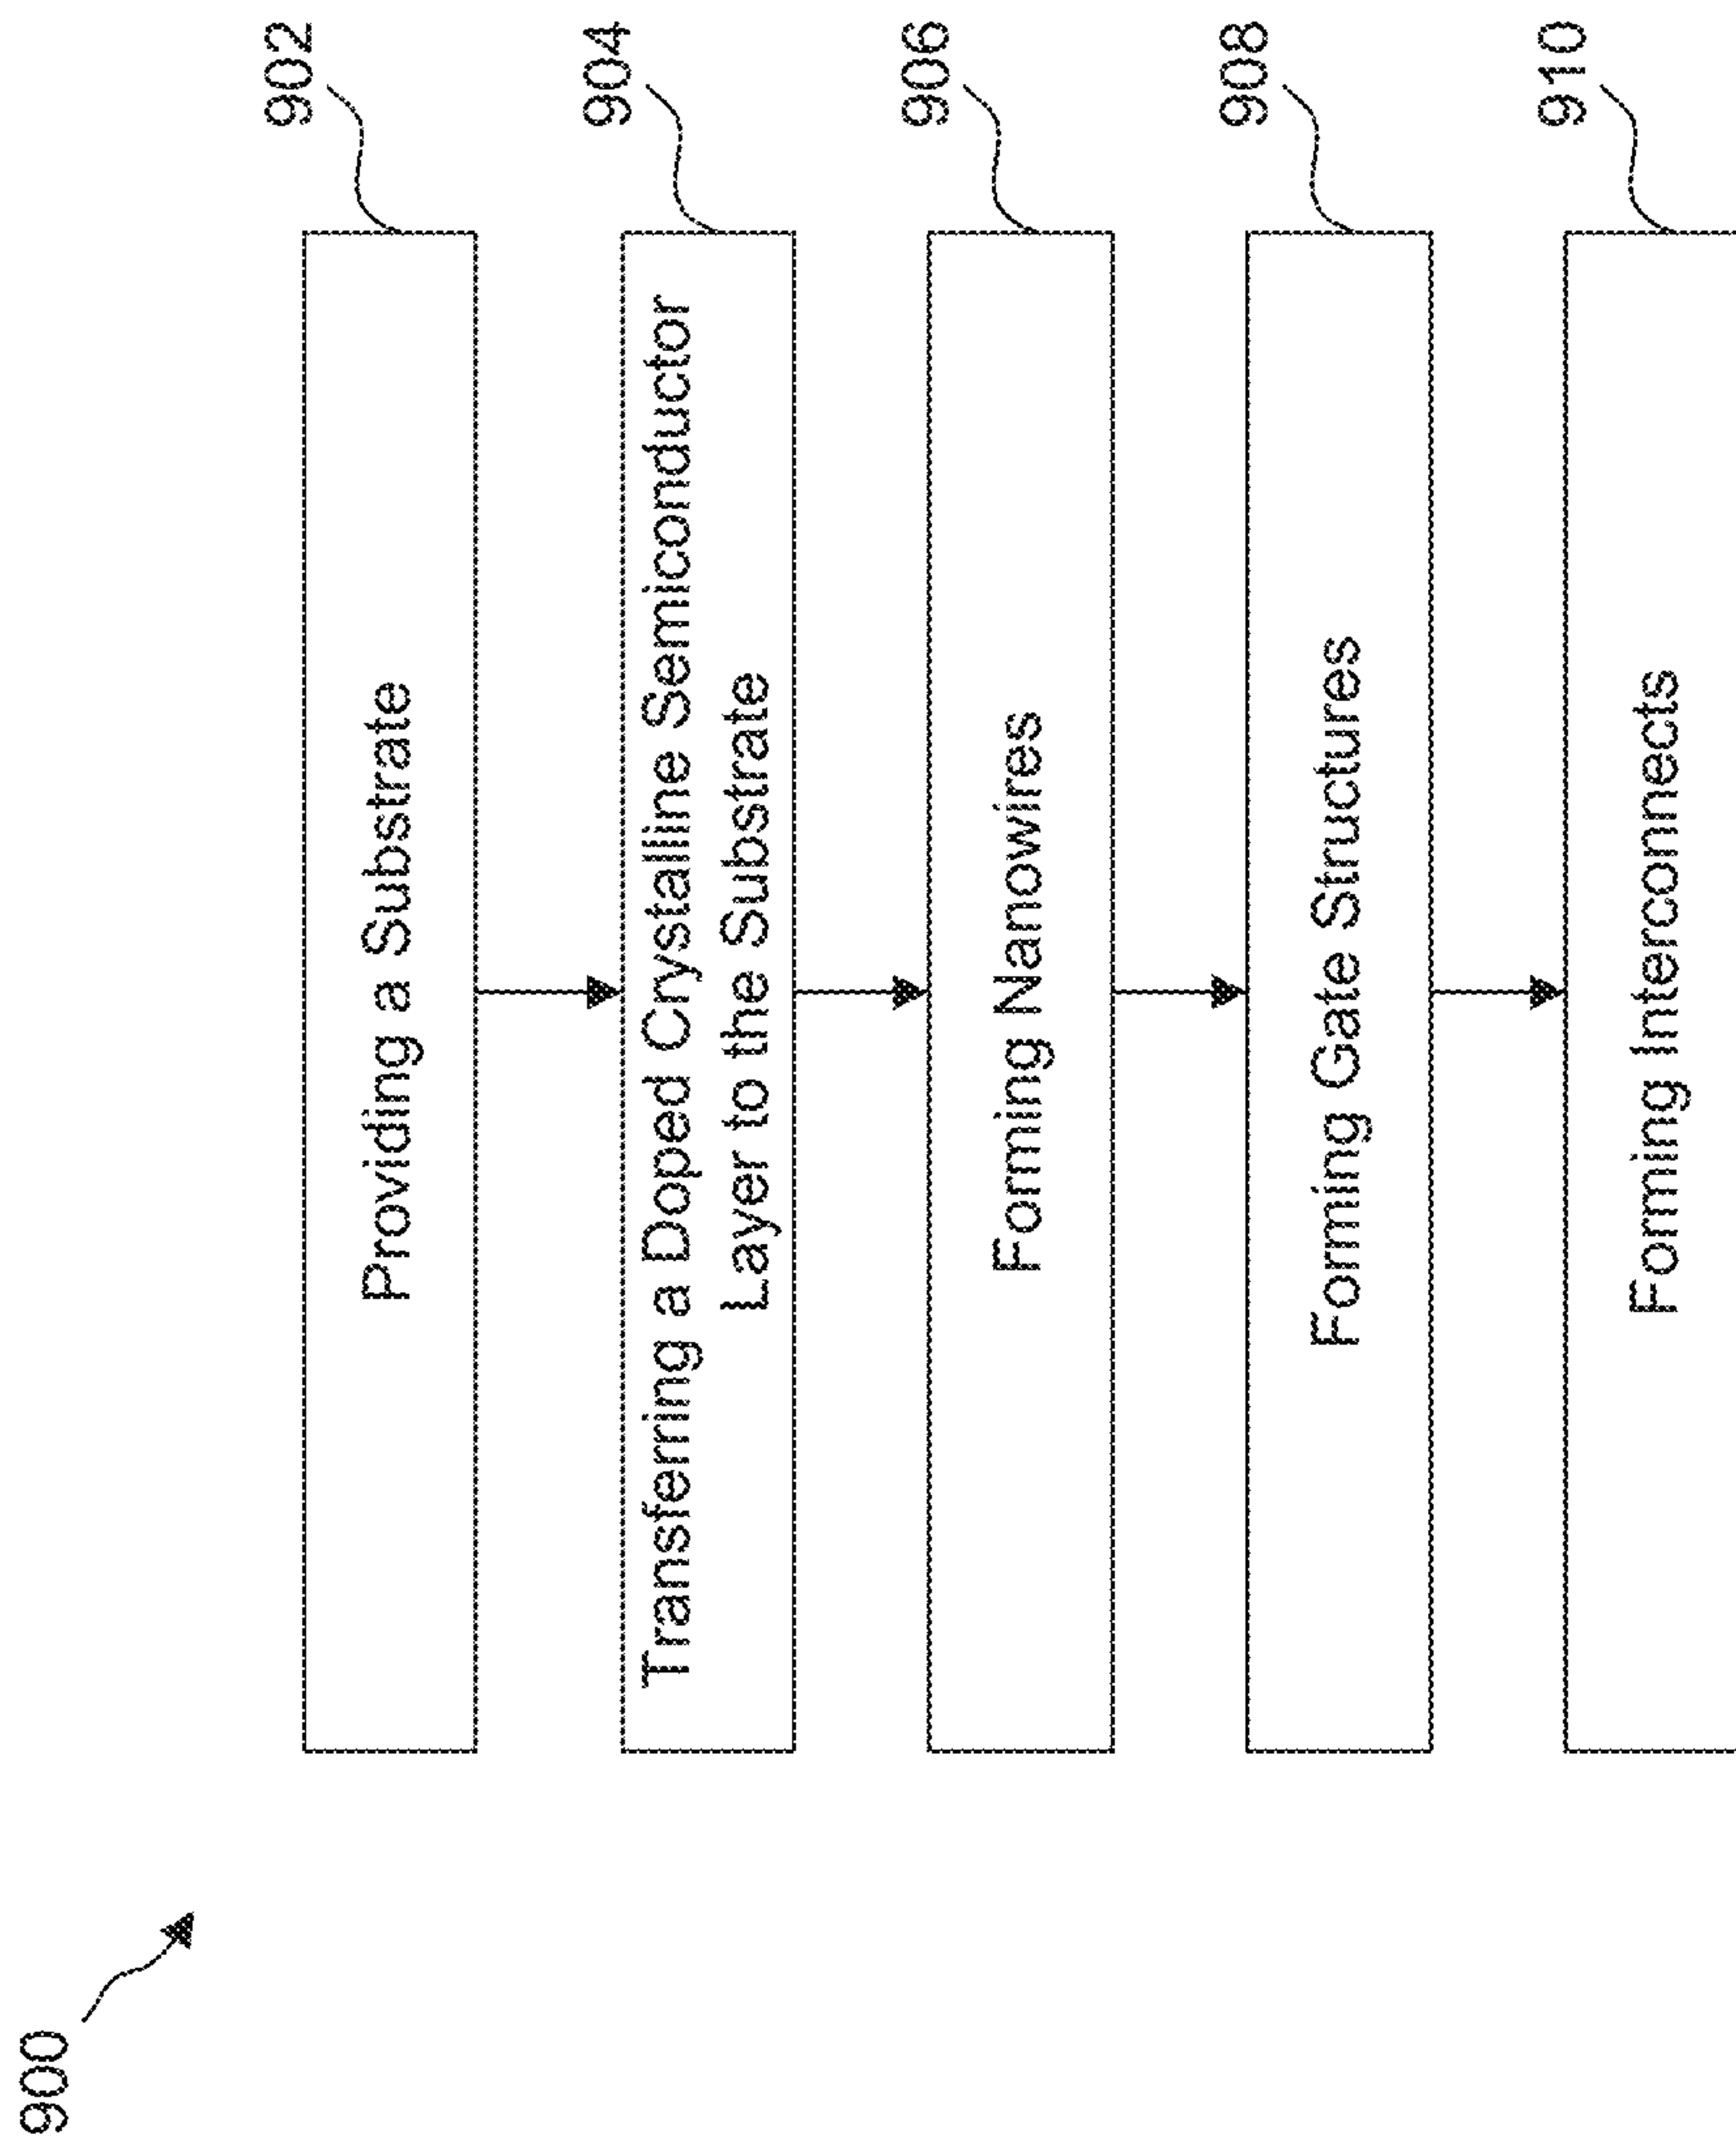 900
Providing a Substrate
902
Transferring a Doped Crystalline Semiconductor
Layer to the Substrate
904
Forming Nanowires
906
Forming Gate Structures
908
Forming Interconnects
910